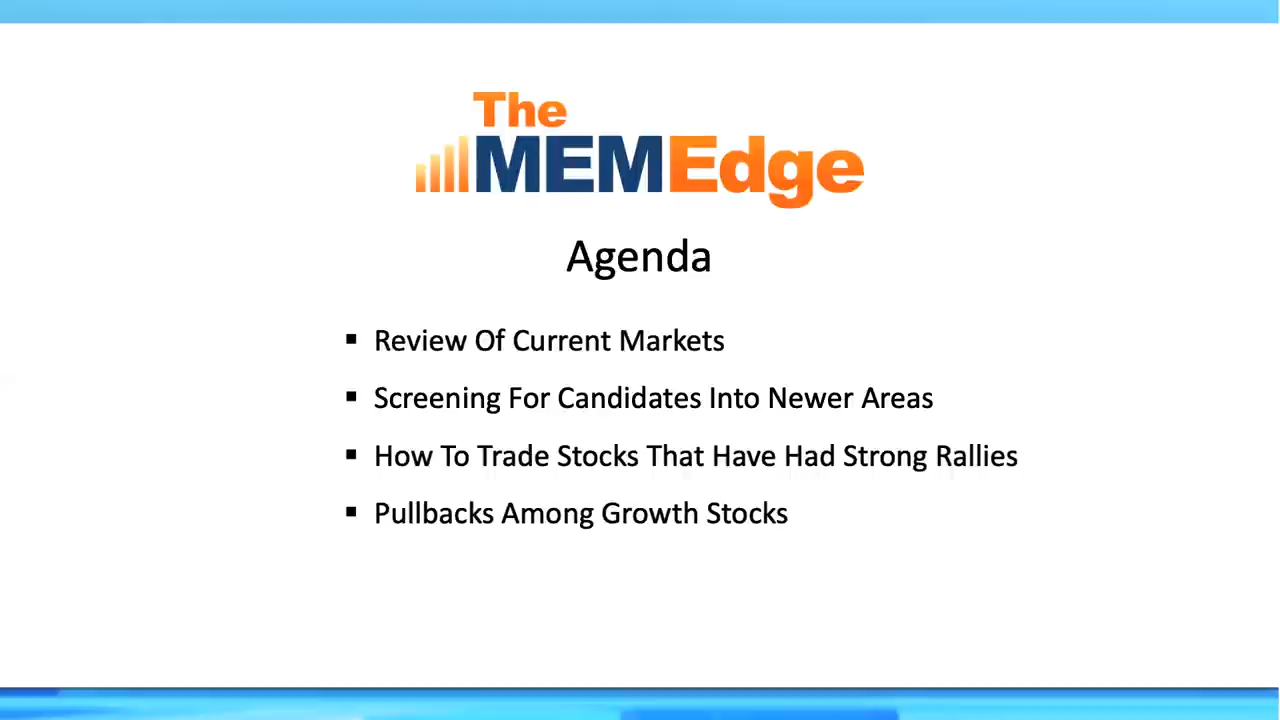 The
MEMEdge
Agenda
▪ Review Of Current Markets
▪ Screening For Candidates Into Newer Areas
▪ How To Trade Stocks That Have Had Strong Rallies
▪ Pullbacks Among Growth Stocks